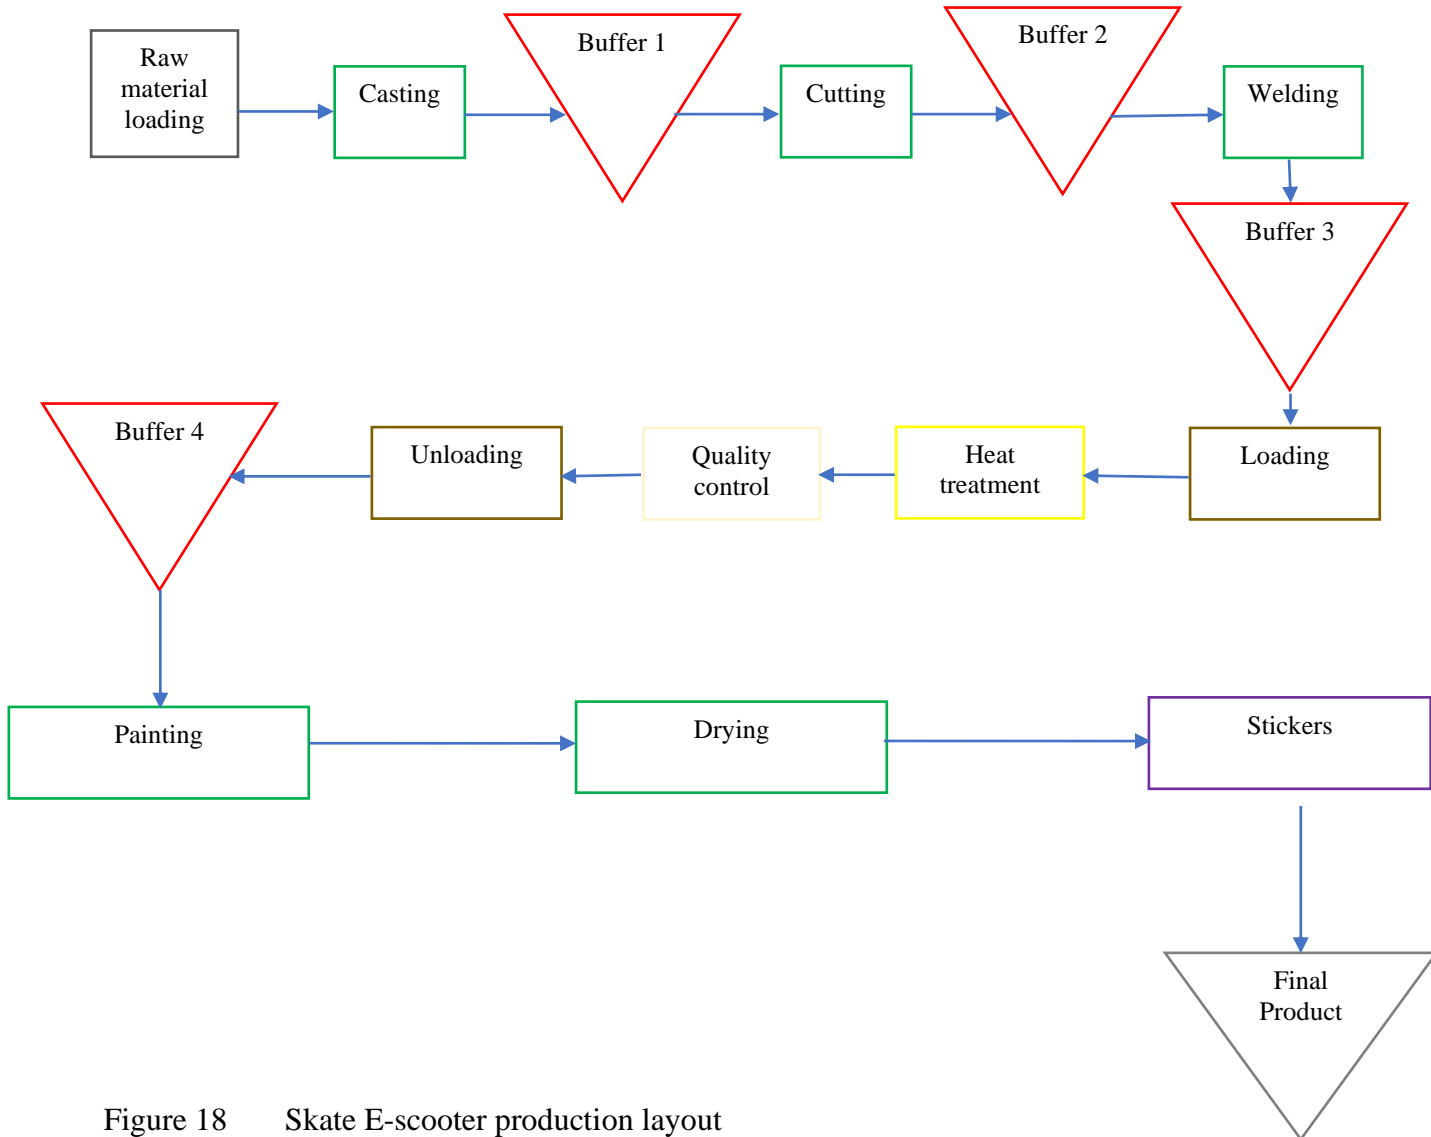 Raw
material
loading
Casting
Buffer 1
Cutting
Buffer 2
Welding
Buffer 3
Loading
Heat
treatment
Quality
control
Unloading
Buffer 4
Painting
Drying
Stickers
Final
Product
Figure 18 Skate E-scooter production layout